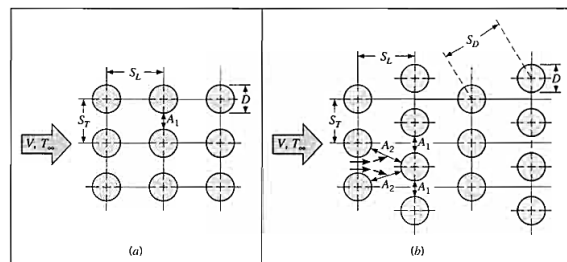 S_L
S_T
D
A_1
V, T_∞
(a)
S_D
S_L
D
S_T
A_2
A_1
V, T_∞
A_2
A_1
(b)